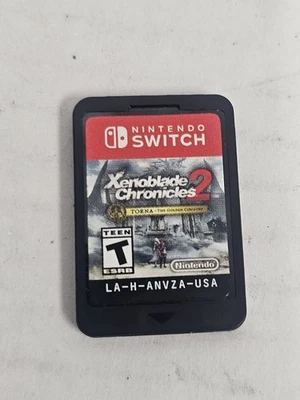 NINTENDO
SWITCH
Xenoblade
Chronicles 2
TORNA - THE GOLDEN COUNTRY
TEEN
T
ESRB
Nintendo
LA-H-ANVZA-USA